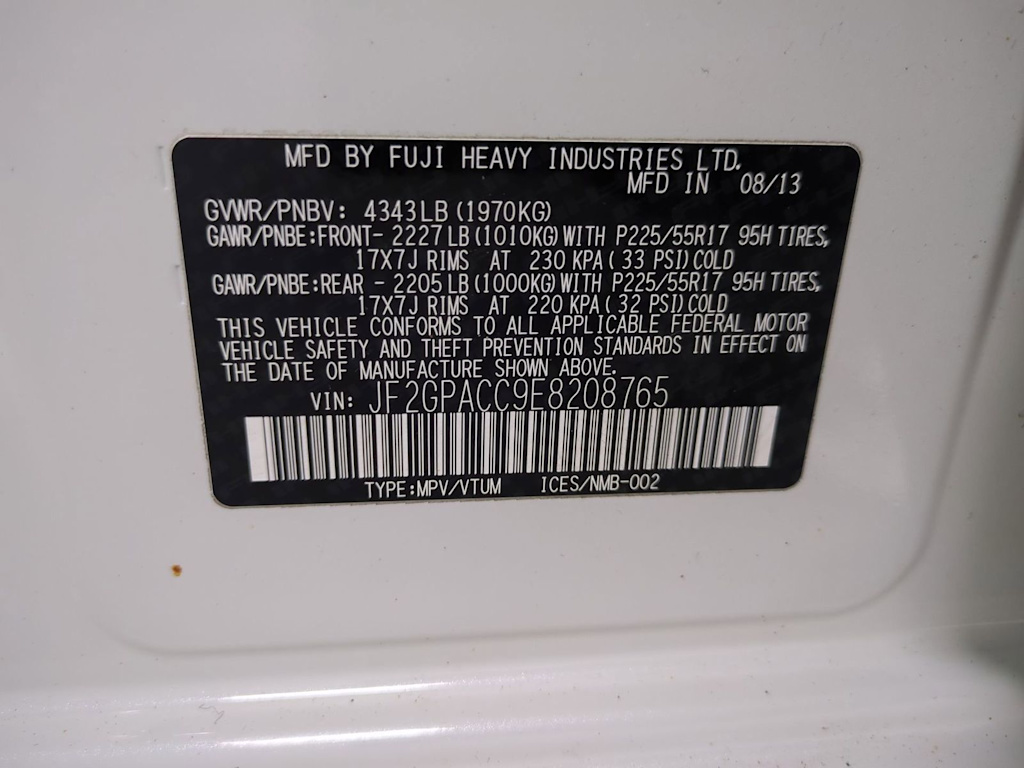 MFD BY FUJI HEAVY INDUSTRIES LTD.
MFD IN 08/13
GVWR/PNBV: 4343LB (1970KG)
GAWR/PNBE:FRONT- 2227LB (1010KG) WITH P225/55R17 95H TIRES,
17X7J RIMS AT 230 KPA (33 PSI) COLD
GAWR/PNBE:REAR - 2205LB (1000KG) WITH P225/55R17 95H TIRES,
17X7J RIMS AT 220 KPA (32 PSI) COLD
THIS VEHICLE CONFORMS TO ALL APPLICABLE FEDERAL MOTOR
VEHICLE SAFETY AND THEFT PREVENTION STANDARDS IN EFFECT ON
THE DATE OF MANUFACTURE SHOWN ABOVE.
VIN: JF2GPACC9E8208765
TYPE:MPV/VTUM ICES/NMB-002